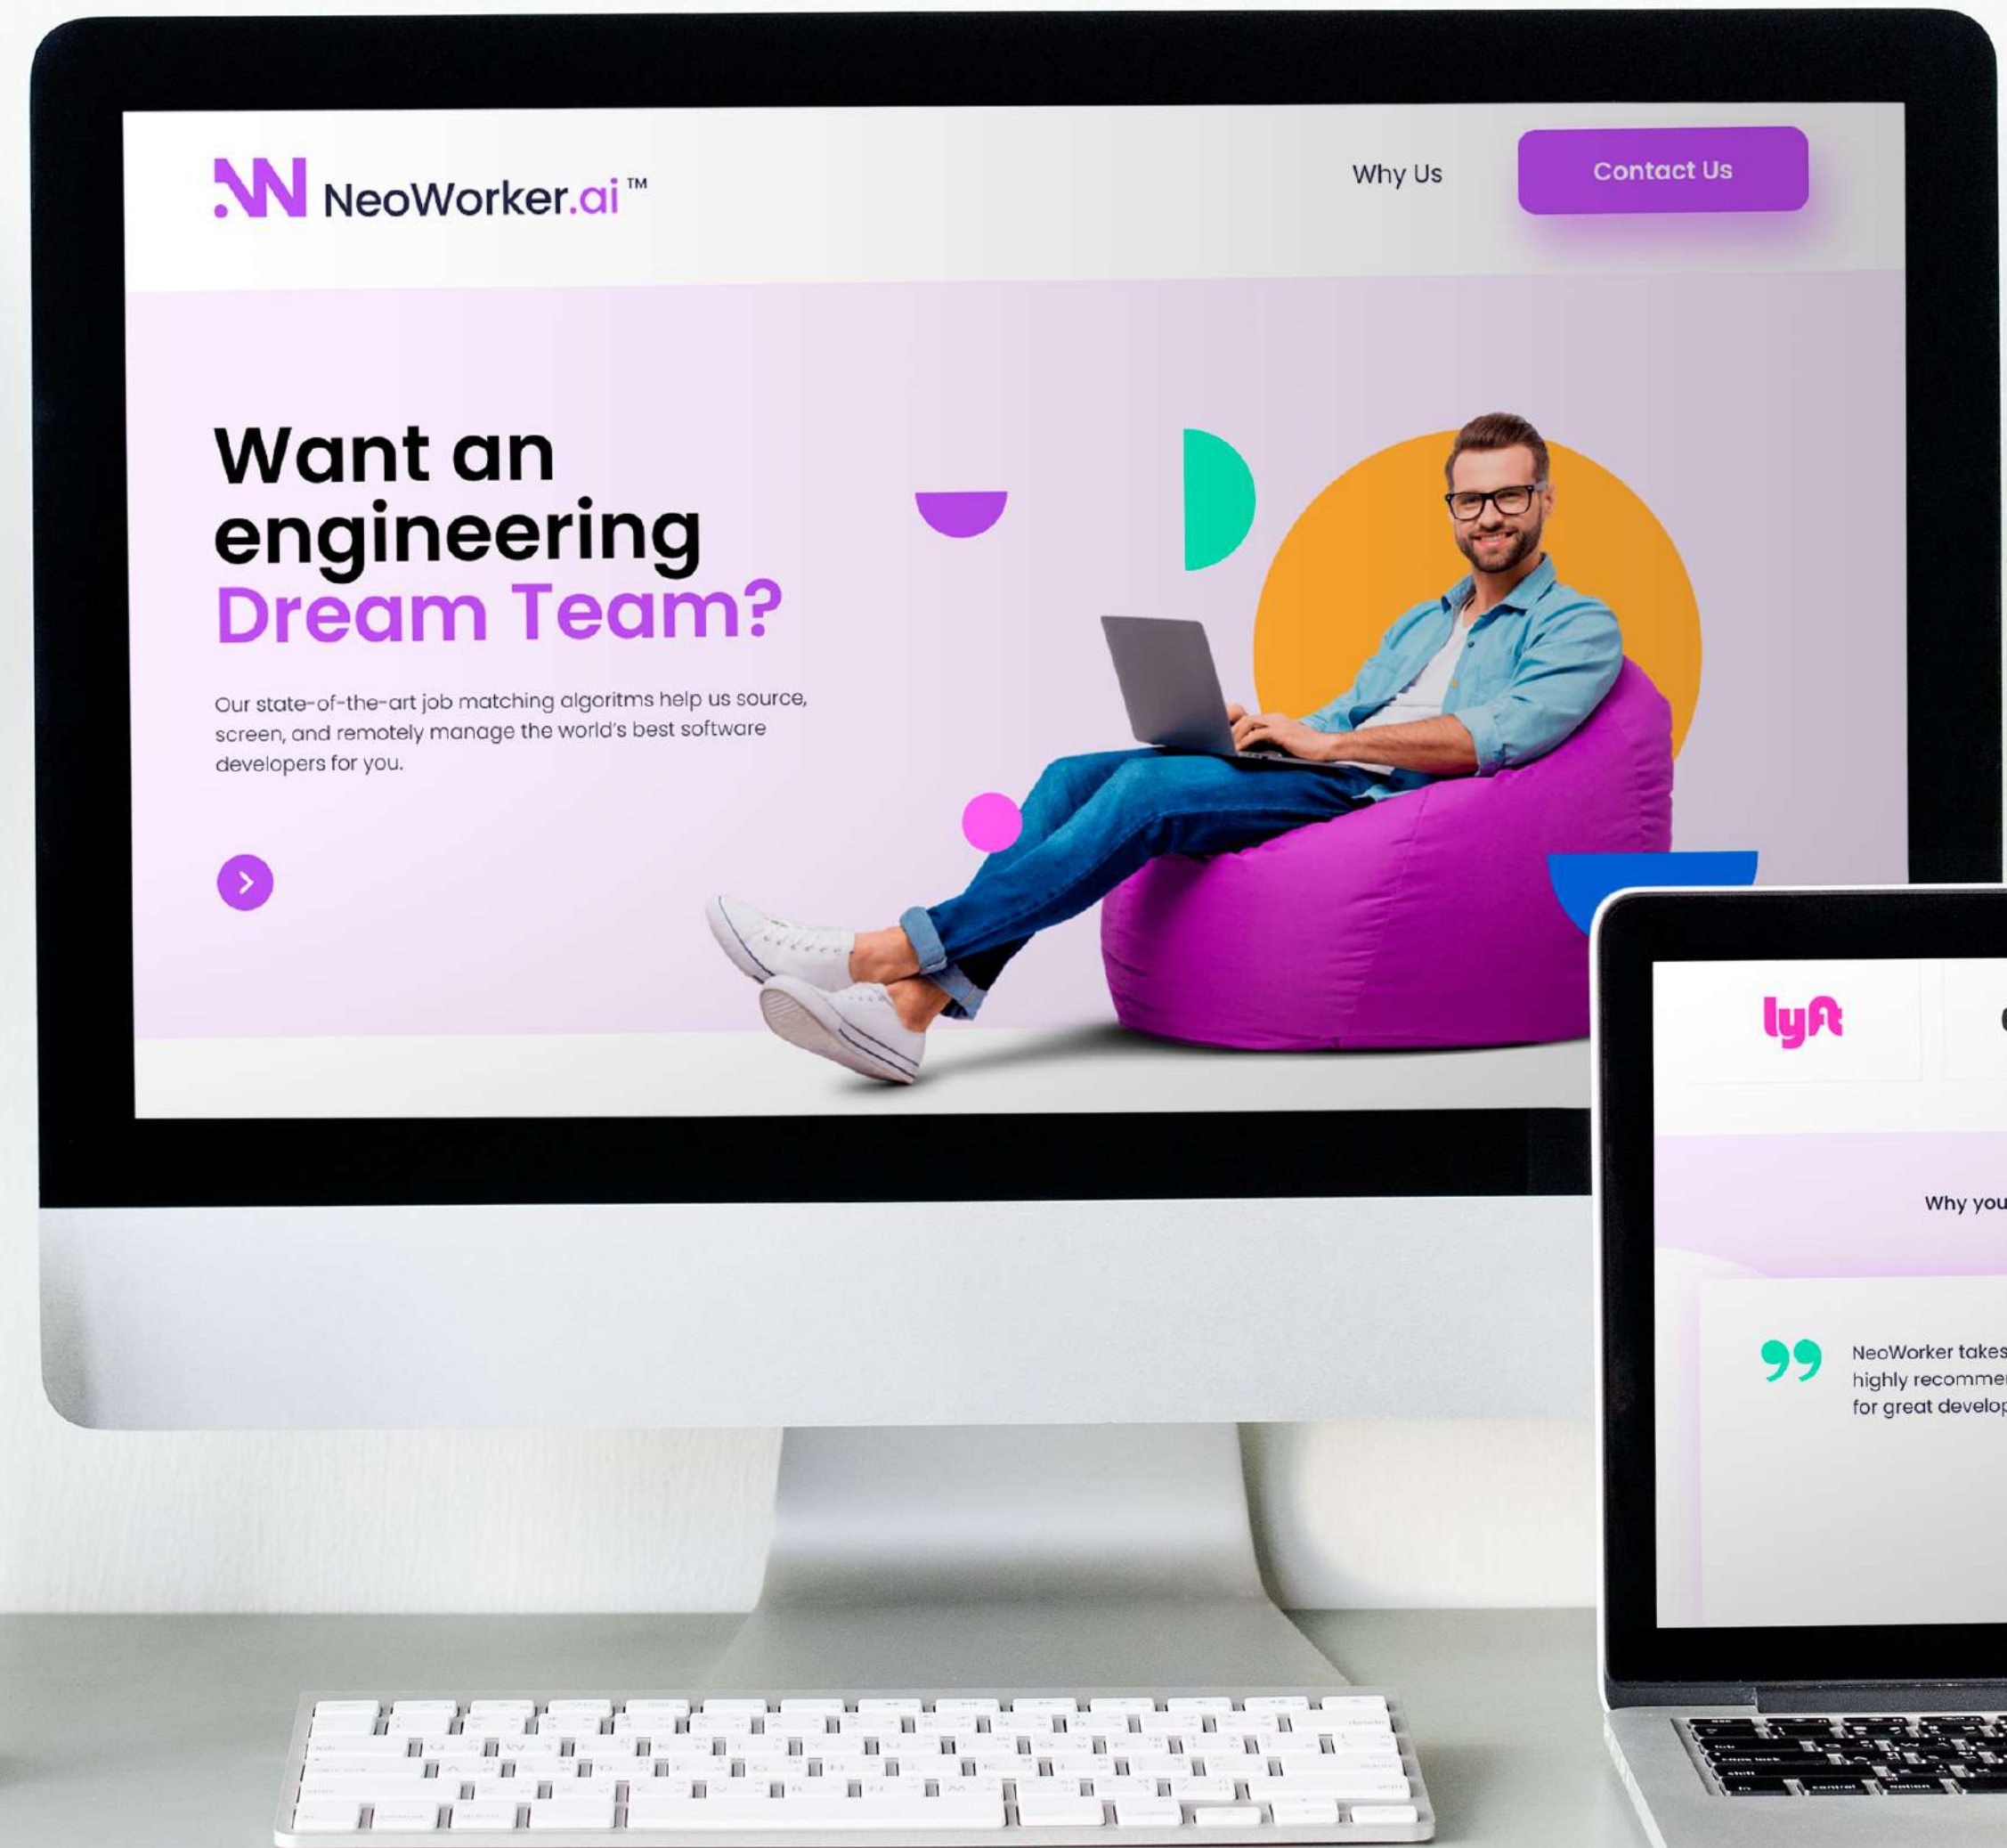 NeoWorker.ai™
Why Us
Contact Us
Want an
engineering
Dream Team?
Our state-of-the-art job matching algoritms help us source,
screen, and remotely manage the world's best software
developers for you.
lyft
Why you
NeoWorker takes
highly recommen
for great develop